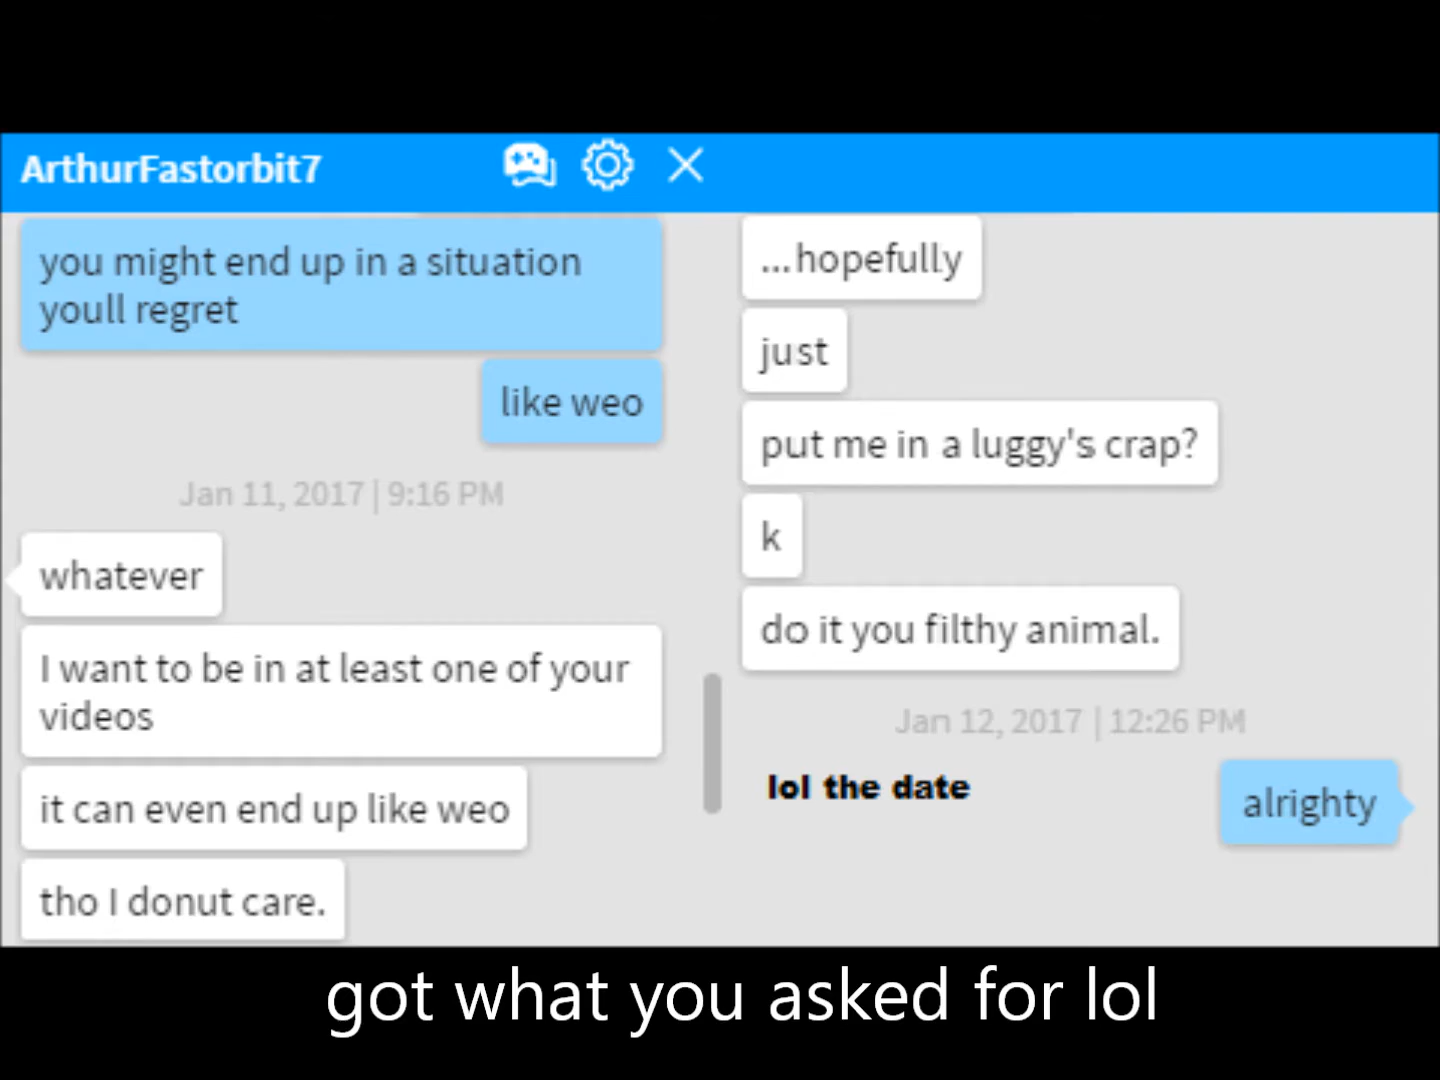 ArthurFastorbit7
you might end up in a situation
youll regret
like weo
Jan 11, 2017 | 9:16 PM
whatever
I want to be in at least one of your
videos
it can even end up like weo
tho I donut care.
...hopefully
just
put me in a luggy's crap?
k
do it you filthy animal.
Jan 12, 2017 | 12:26 PM
lol the date
alrighty
got what you asked for lol